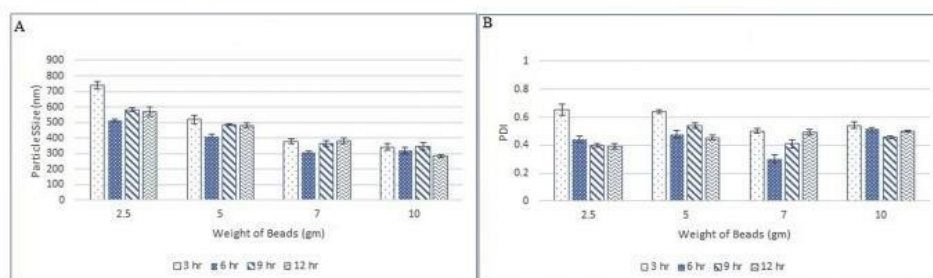 A
Particle SSize (nm)
900
800
700
600
500
400
300
200
100
0
2.5 5 7 10
Weight of Beads (gm)
3 hr 6 hr 9 hr 12 hr
B
PDI
1
0.8
0.6
0.4
0.2
0
2.5 5 7 10
Weight of Beads (gm)
3 hr 6 hr 9 hr 12 hr